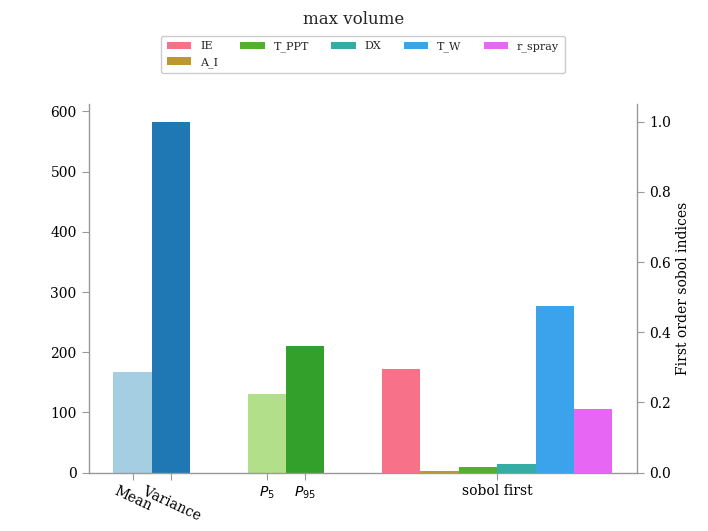 max volume
IE T_PPT DX T_W r_spray
A_I
600
500
400
300
200
100
0
1.0
0.8
0.6
0.4
0.2
0.0
First order sobol indices
Mean Variance P5 P95 sobol first